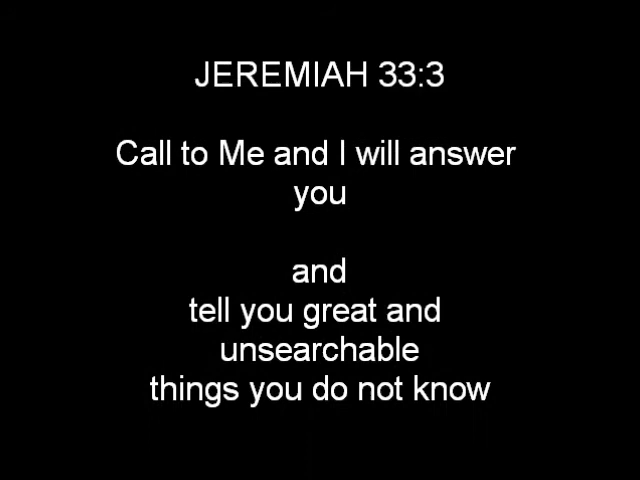 JEREMIAH 33:3
Call to Me and I will answer
you
and
tell you great and
unsearchable
things you do not know